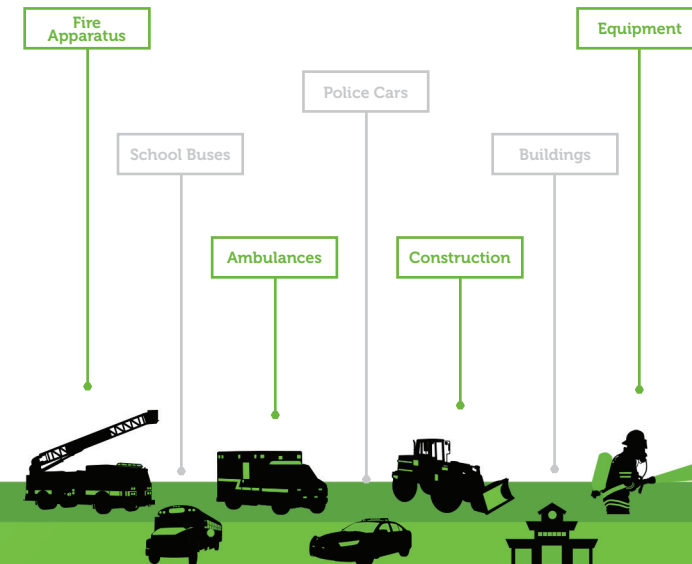 Fire
Apparatus
Equipment
Police Cars
School Buses
Buildings
Ambulances
Construction